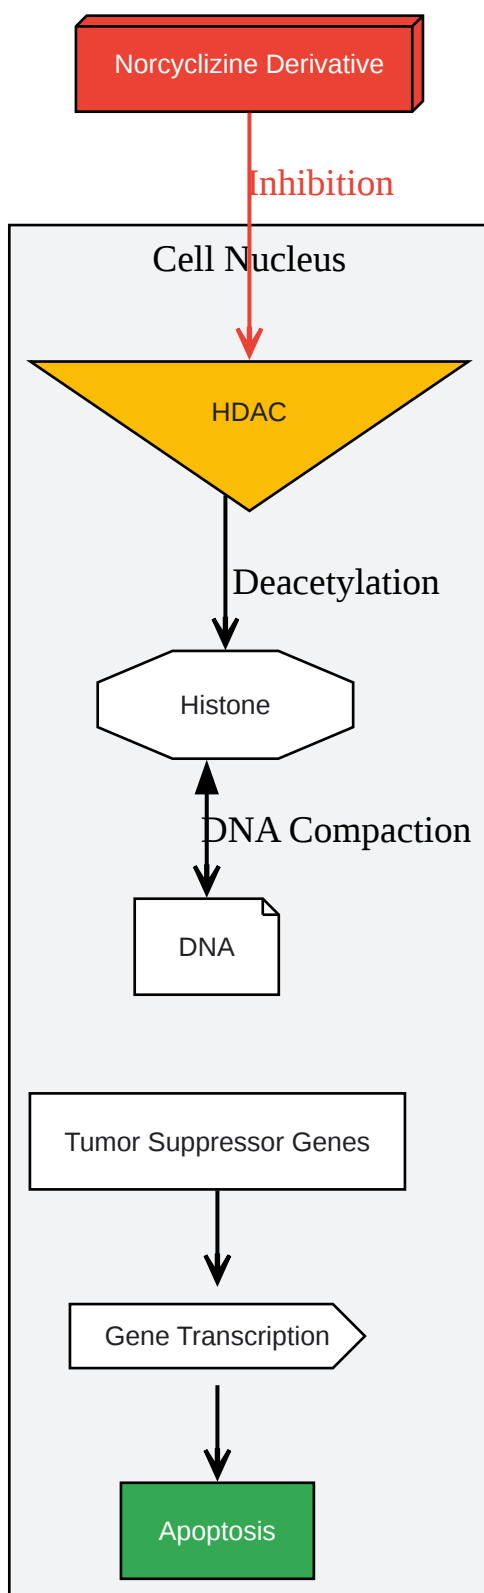 Norcyclizine Derivative
Inhibition
Cell Nucleus
HDAC
Deacetylation
Histone
DNA Compaction
DNA
Tumor Suppressor Genes
Gene Transcription
Apoptosis